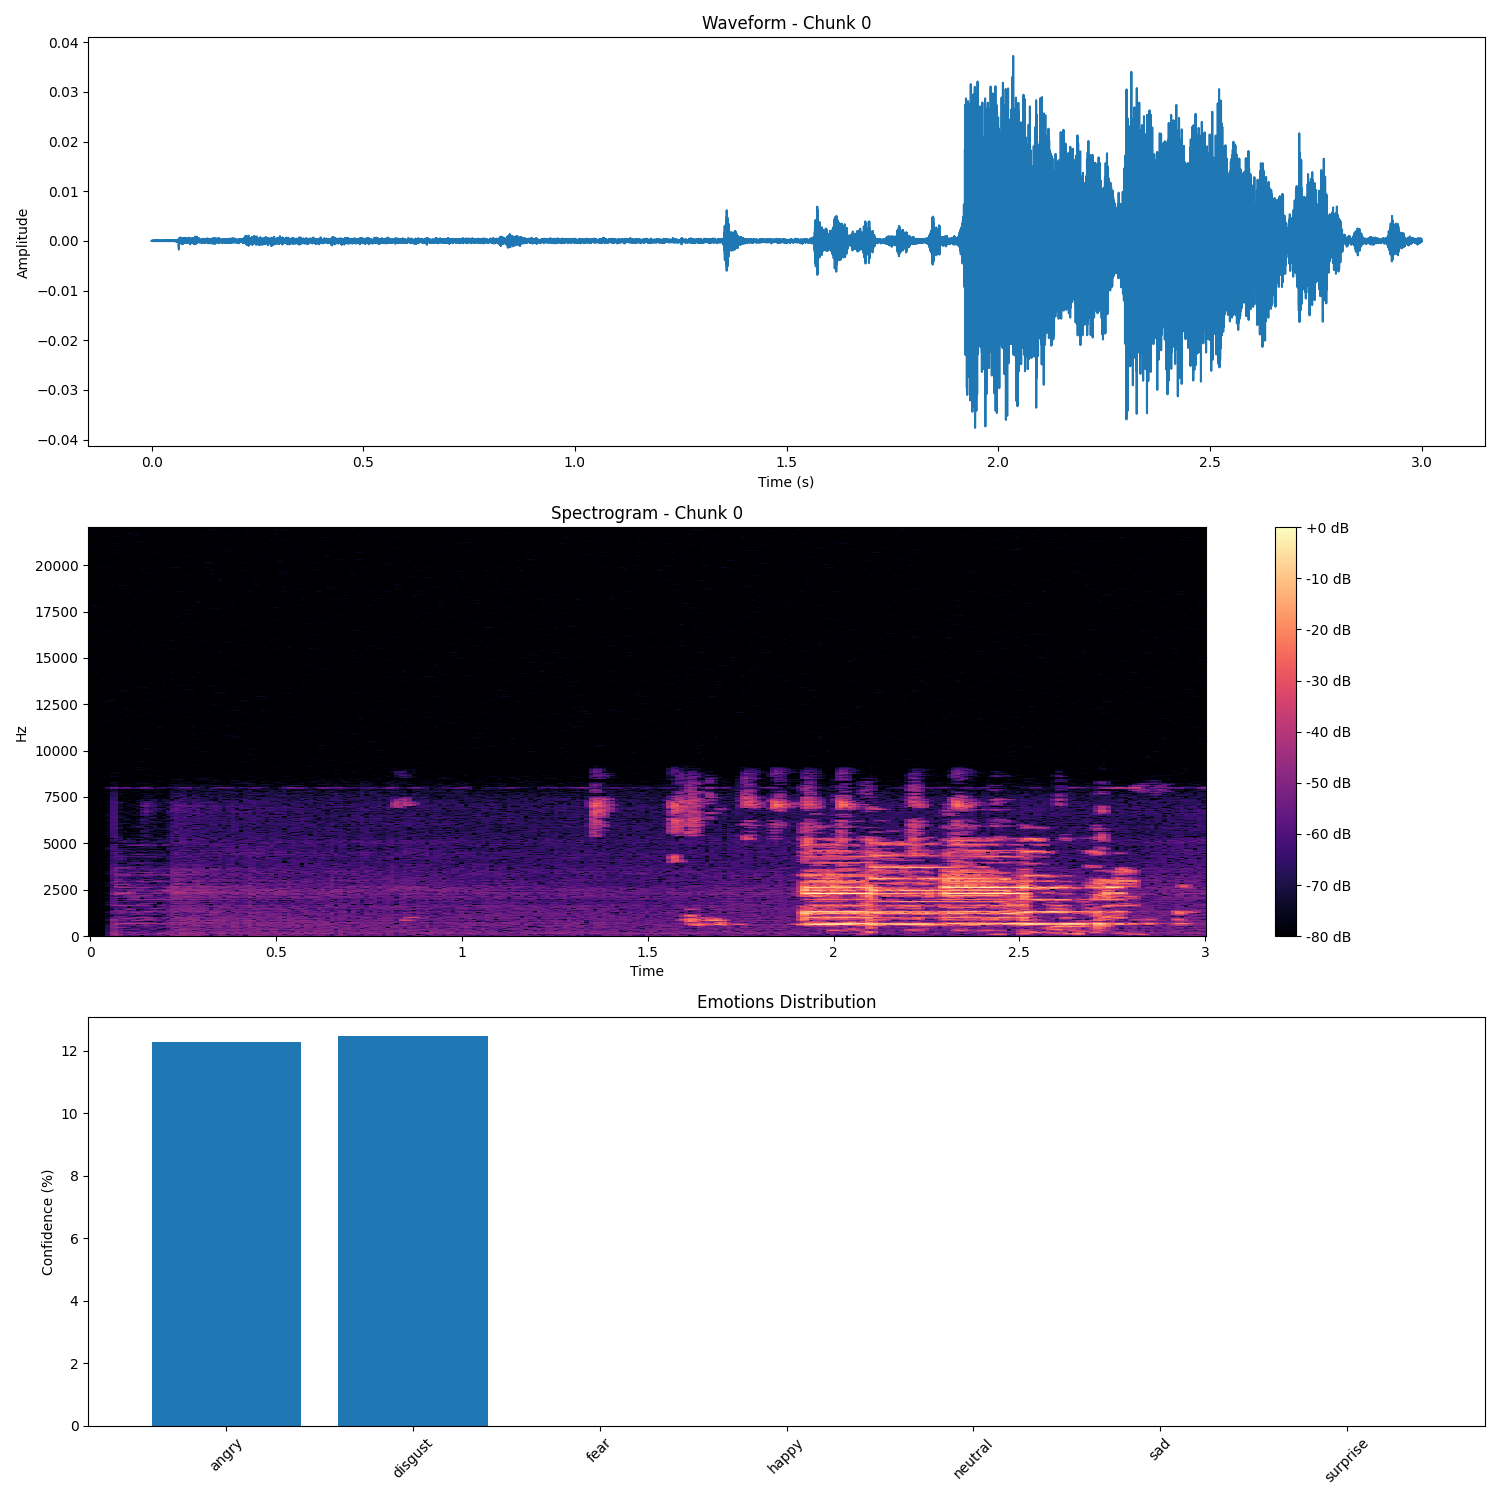 Waveform - Chunk 0
0.04
0.03
0.02
0.01
0.00
−0.01
−0.02
−0.03
−0.04
Amplitude
0.0 0.5 1.0 1.5 2.0 2.5 3.0
Time (s)
Spectrogram - Chunk 0
20000
17500
15000
12500
10000
7500
5000
2500
0
Hz
0 0.5 1 1.5 2 2.5 3
Time
+0 dB
-10 dB
-20 dB
-30 dB
-40 dB
-50 dB
-60 dB
-70 dB
-80 dB
Emotions Distribution
12
10
8
6
4
2
0
Confidence (%)
angry disgust fear happy neutral sad surprise